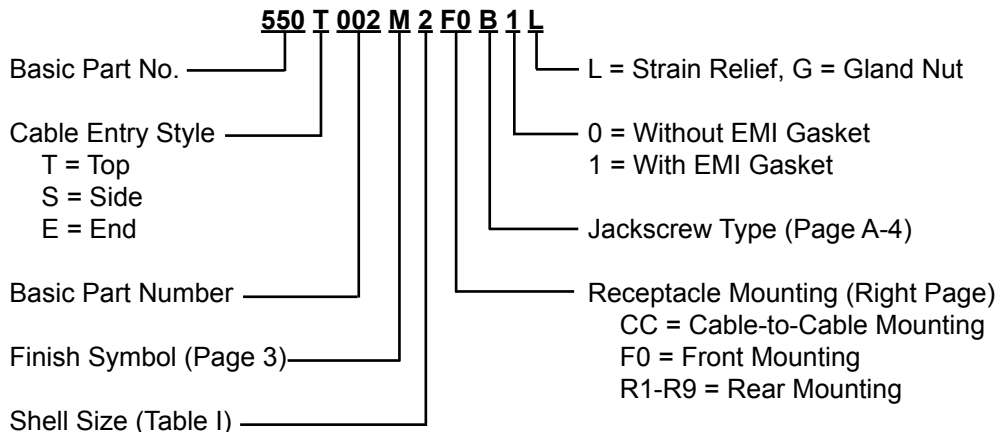 550 T 002 M 2 F0 B 1 L
Basic Part No.
Cable Entry Style
T = Top
S = Side
E = End
Basic Part Number
Finish Symbol (Page 3)
Shell Size (Table I)
L = Strain Relief, G = Gland Nut
0 = Without EMI Gasket
1 = With EMI Gasket
Jackscrew Type (Page A-4)
Receptacle Mounting (Right Page)
CC = Cable-to-Cable Mounting
F0 = Front Mounting
R1-R9 = Rear Mounting